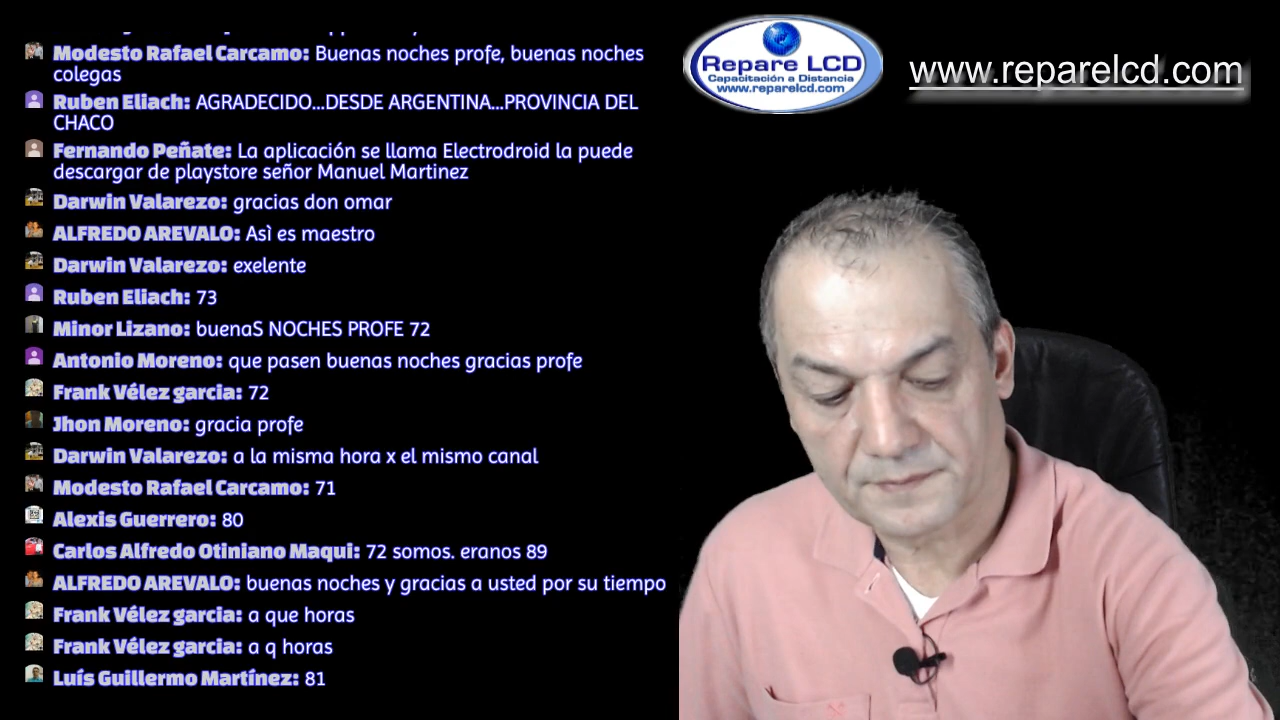 Modesto Rafael Carcamo: Buenas noches profe, buenas noches
colegas
Ruben Eliach: AGRADECIDO...DESDE ARGENTINA...PROVINCIA DEL
CHACO
Fernando Peñate: La aplicación se llama Electrodroid la puede
descargar de playstore señor Manuel Martinez
Darwin Valarezo: gracias don omar
ALFREDO AREVALO: Asì es maestro
Darwin Valarezo: exelente
Ruben Eliach: 73
Minor Lizano: buenaS NOCHES PROFE 72
Antonio Moreno: que pasen buenas noches gracias profe
Frank Vélez garcia: 72
Jhon Moreno: gracia profe
Darwin Valarezo: a la misma hora x el mismo canal
Modesto Rafael Carcamo: 71
Alexis Guerrero: 80
Carlos Alfredo Otiniano Maqui: 72 somos. eranos 89
ALFREDO AREVALO: buenas noches y gracias a usted por su tiempo
Frank Vélez garcia: a que horas
Frank Vélez garcia: a q horas
Luís Guillermo Martínez: 81
Repare LCD
Capacitación a Distancia
www.reparelcd.com
www.reparelcd.com